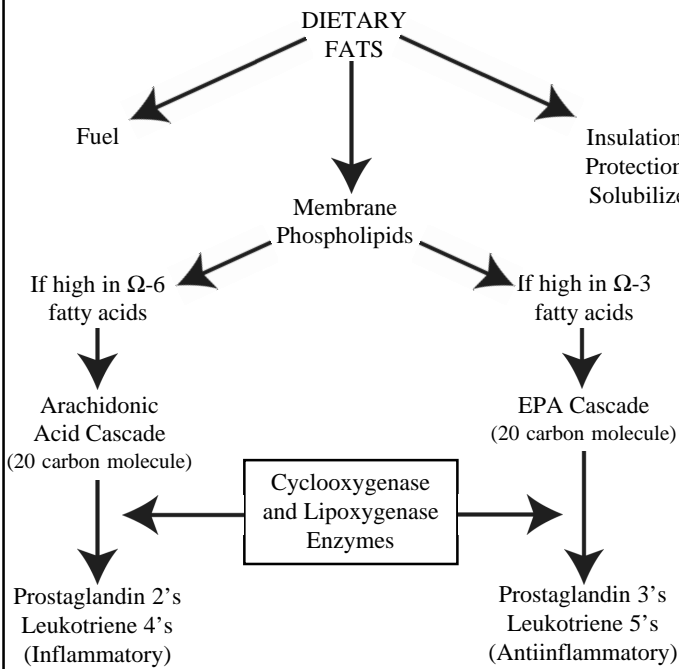 DIETARY
FATS
Fuel
Insulation
Protection
Solubilize
Membrane
Phospholipids
If high in Ω-6
fatty acids
If high in Ω-3
fatty acids
Arachidonic
Acid Cascade
(20 carbon molecule)
EPA Cascade
(20 carbon molecule)
Cyclooxygenase
and Lipoxygenase
Enzymes
Prostaglandin 2’s
Leukotriene 4’s
(Inflammatory)
Prostaglandin 3’s
Leukotriene 5’s
(Antiinflammatory)